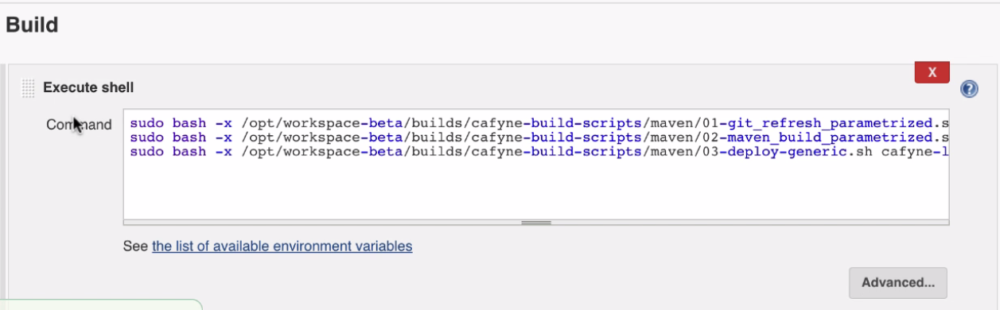 Build
X
Execute shell
Command
sudo bash -x /opt/workspace-beta/builds/cafyne-build-scripts/maven/01-git_refresh_parametrized.s
sudo bash -x /opt/workspace-beta/builds/cafyne-build-scripts/maven/02-maven_build_parametrized.s
sudo bash -x /opt/workspace-beta/builds/cafyne-build-scripts/maven/03-deploy-generic.sh cafyne-l
See the list of available environment variables
Advanced...